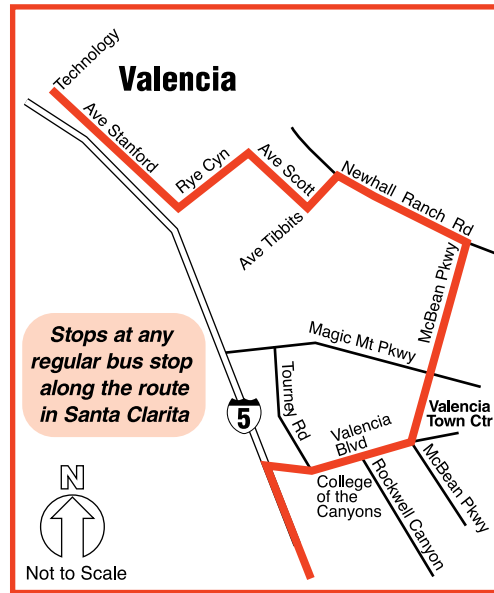 Technology
Valencia
Ave Stanford
Rye Cyn
Ave Scott
Ave Tibbits
Newhall Ranch Rd
McBean Pkwy
Stops at any
regular bus stop
along the route
in Santa Clarita
Magic Mt Pkwy
Tourney Rd
5
Valencia
Blvd
Valencia
Town Ctr
College
of the
Canyons
Rockwell Canyon
McBean Pkwy
N
Not to Scale